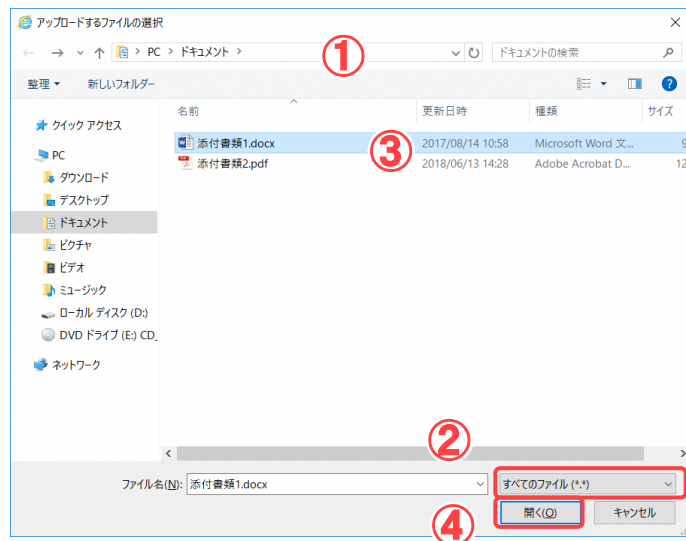 アップロードするファイルの選択
PC > ドキュメント >
①
ドキュメントの検索
整理
新しいフォルダー
名前
更新日時
種類
サイズ
クイック アクセス
PC
ダウンロード
デスクトップ
ドキュメント
ピクチャ
ビデオ
ミュージック
ローカル ディスク (D:)
DVD ドライブ (E:) CD_
ネットワーク
添付書類1.docx
2017/08/14 10:58
Microsoft Word 文...
9
③
添付書類2.pdf
2018/06/13 14:28
Adobe Acrobat D...
12
②
ファイル名(N):
添付書類1.docx
すべてのファイル (*.*)
④
開く(O)
キャンセル